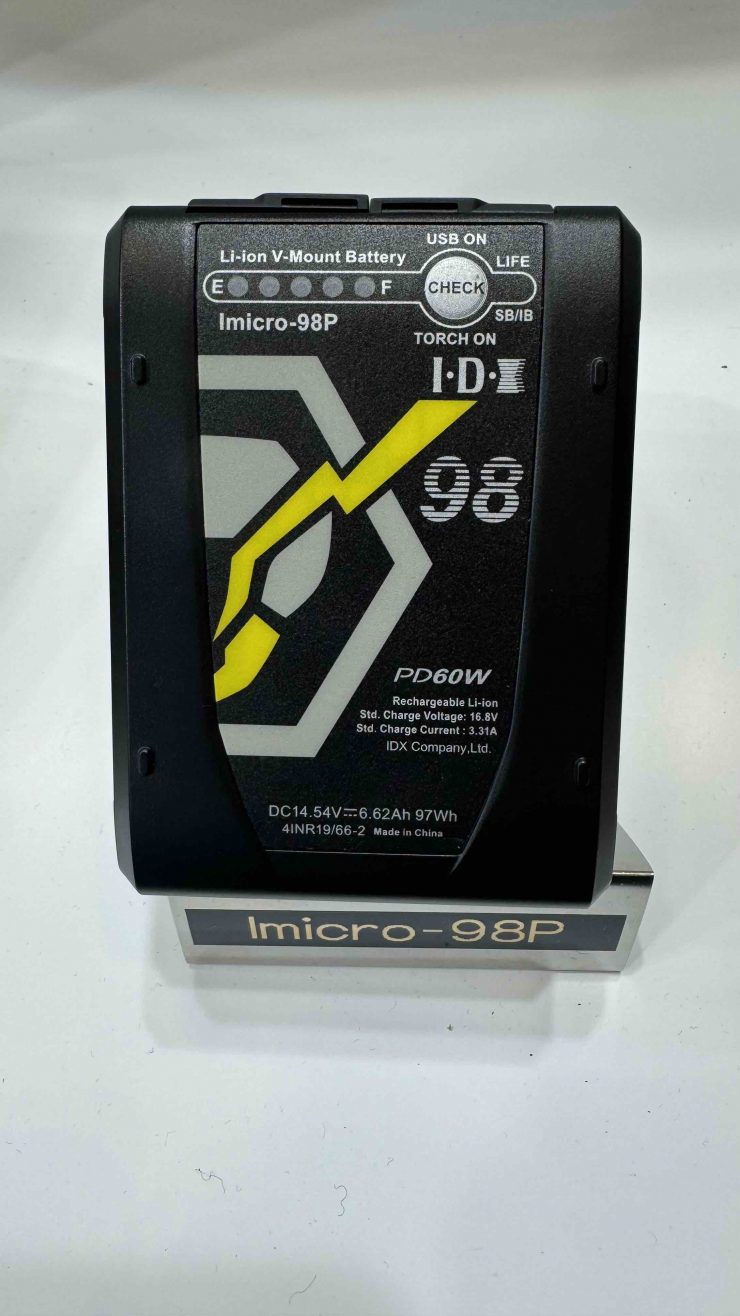 USB ON
Li-ion V-Mount Battery
LIFE
E F
CHECK
SB/IB
Imicro-98P
TORCH ON
I·D·X
98
PD60W
Rechargeable Li-ion
Std. Charge Voltage: 16.8V
Std. Charge Current : 3.31A
IDX Company,Ltd.
DC14.54V⎓6.62Ah 97Wh
4INR19/66-2 Made in China
Imicro-98P